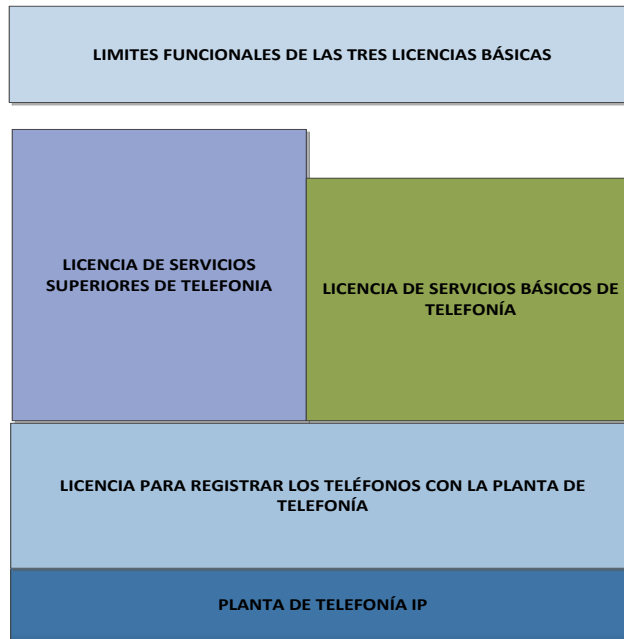 LIMITES FUNCIONALES DE LAS TRES LICENCIAS BÁSICAS
LICENCIA DE SERVICIOS
SUPERIORES DE TELEFONIA
LICENCIA DE SERVICIOS BÁSICOS DE
TELEFONÍA
LICENCIA PARA REGISTRAR LOS TELÉFONOS CON LA PLANTA DE
TELEFONÍA
PLANTA DE TELEFONÍA IP